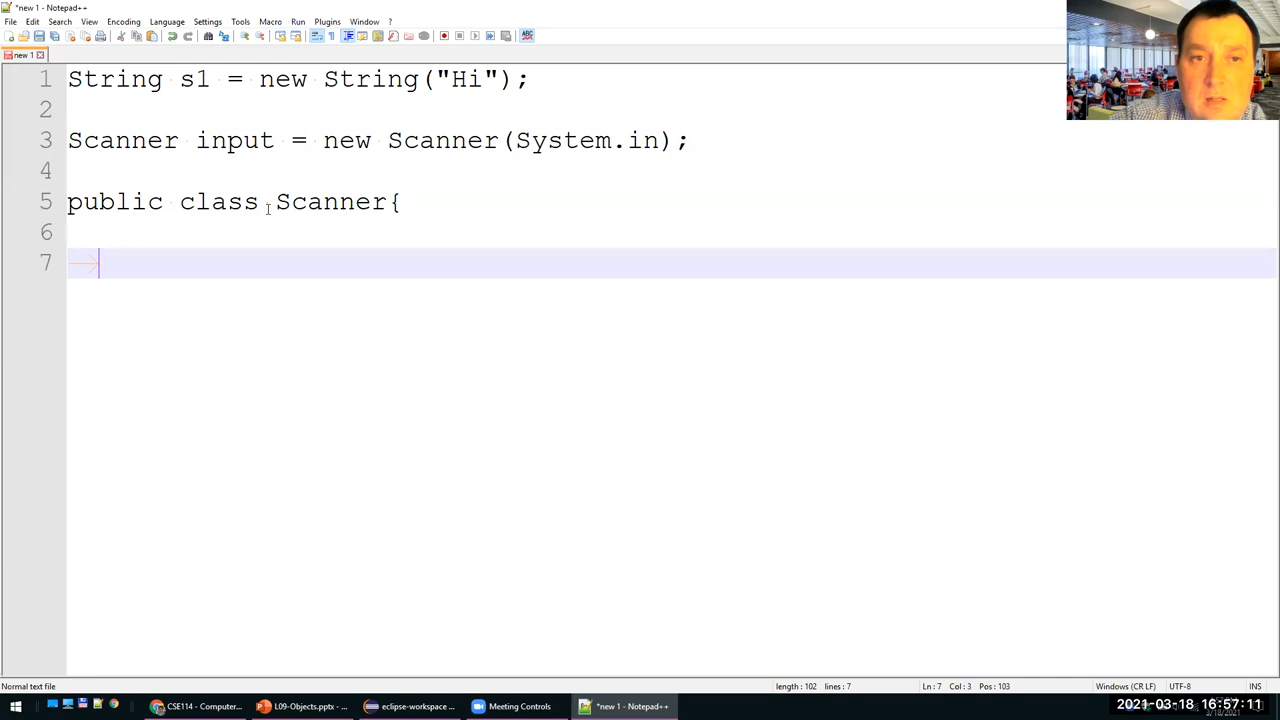 *new 1 - Notepad++
File Edit Search View Encoding Language Settings Tools Macro Run Plugins Window ?
new 1
1 String s1 = new String("Hi");
2
3 Scanner input = new Scanner(System.in);
4
5 public class Scanner{
6
7
Normal text file length : 102 lines : 7 Ln : 7 Col : 3 Pos : 103 Windows (CR LF) UTF-8 INS
CSE114 - Computer... L09-Objects.pptx - ... eclipse-workspace ... Meeting Controls *new 1 - Notepad++ 2021-03-18 16:57:11